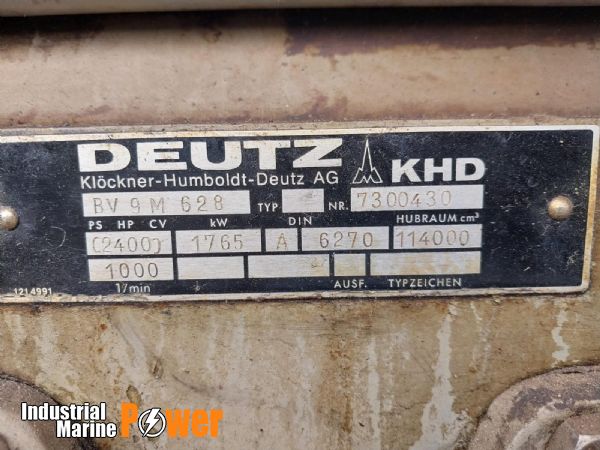 DEUTZ KHD
Klöckner-Humboldt-Deutz AG
BV 9 M 628 TYP NR. 7300430
PS HP CV kW DIN HUBRAUM cm³
(2400) 1765 A 6270 114000
1000
1/min AUSF. TYPZEICHEN
1214991
Industrial
Marine Power